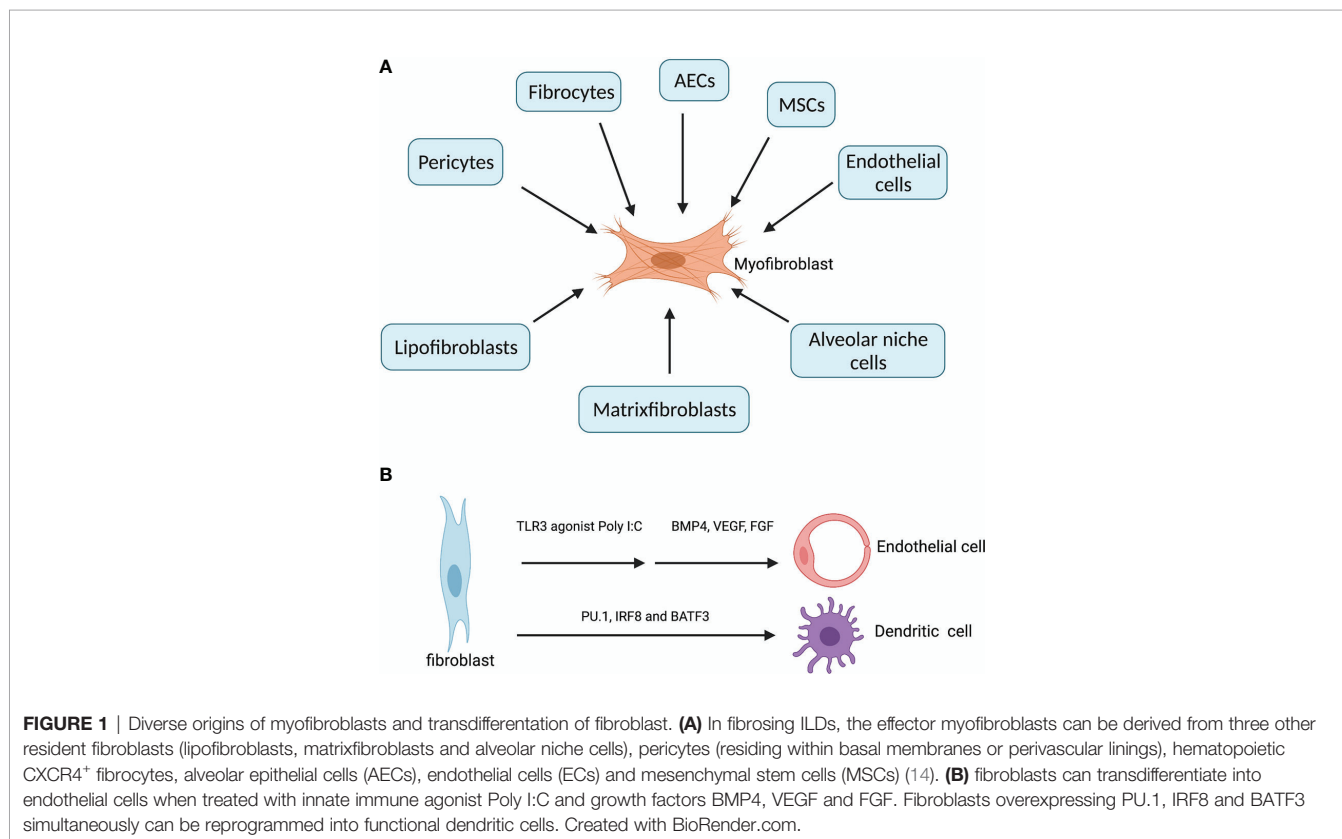 A
Fibrocytes
AECs
MSCs
Pericytes
Endothelial
cells
Myofibroblast
Lipofibroblasts
Alveolar niche
cells
Matrixfibroblasts
B
TLR3 agonist Poly I:C
BMP4, VEGF, FGF
Endothelial cell
PU.1, IRF8 and BATF3
Dendritic cell
fibroblast
FIGURE 1 | Diverse origins of myofibroblasts and transdifferentation of fibroblast. (A) In fibrosing ILDs, the effector myofibroblasts can be derived from three other
resident fibroblasts (lipofibroblasts, matrixfibroblasts and alveolar niche cells), pericytes (residing within basal membranes or perivascular linings), hematopoietic
CXCR4⁺ fibrocytes, alveolar epithelial cells (AECs), endothelial cells (ECs) and mesenchymal stem cells (MSCs) (14). (B) fibroblasts can transdifferentiate into
endothelial cells when treated with innate immune agonist Poly I:C and growth factors BMP4, VEGF and FGF. Fibroblasts overexpressing PU.1, IRF8 and BATF3
simultaneously can be reprogrammed into functional dendritic cells. Created with BioRender.com.